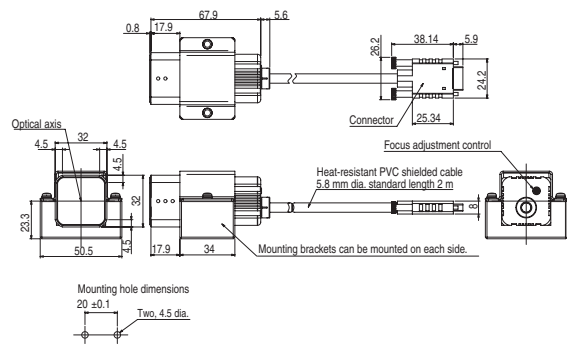 67.9
5.6
0.8
17.9
26.2
38.14
5.9
24.2
Connector
25.34
Optical axis
32
4.5
4.5
4.5
32
23.3
4.5
50.5
17.9
34
Focus adjustment control
Heat-resistant PVC shielded cable
5.8 mm dia. standard length 2 m
8
Mounting brackets can be mounted on each side.
Mounting hole dimensions
20 ±0.1
Two, 4.5 dia.